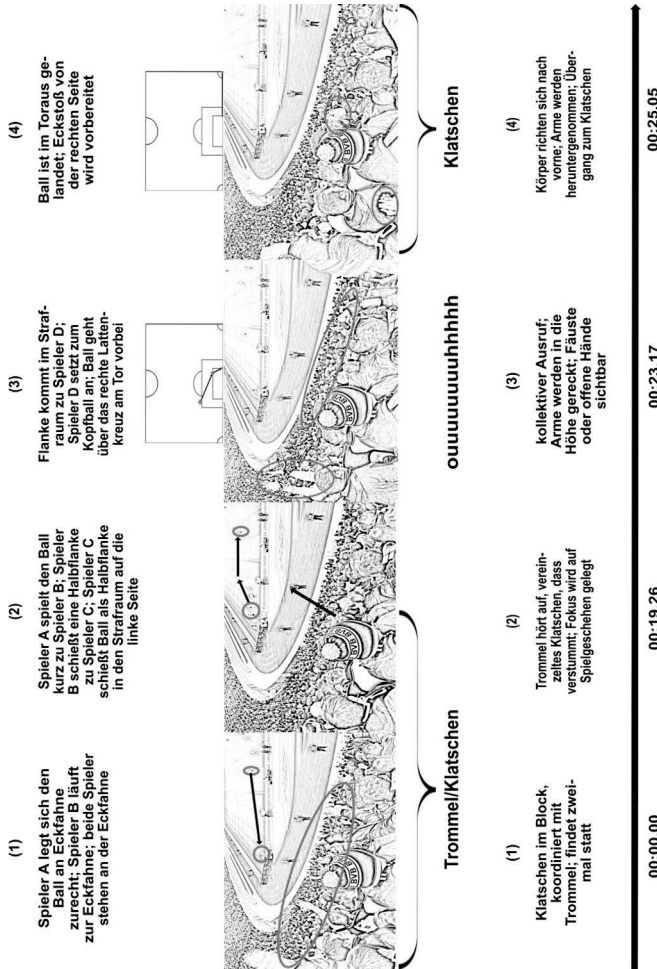 (1)
Spieler A legt sich den
Ball an Eckfahne
zurecht; Spieler B läuft
zur Eckfahne; beide Spieler
stehen an der Eckfahne
(2)
Spieler A spielt den Ball
kurz zu Spieler B; Spieler
B schießt eine Halbflanke
zu Spieler C; Spieler C
schießt Ball als Halbflanke
in den Strafraum auf die
linke Seite
(3)
Flanke kommt im Straf-
raum zu Spieler D;
Spieler D setzt zum
Kopfball an; Ball geht
über das rechte Latten-
kreuz am Tor vorbei
(4)
Ball ist im Toraus ge-
landet; Eckstoß von
der rechten Seite
wird vorbereitet
Trommel/Klatschen
ouuuuuuuuhhhhh
Klatschen
(1)
Klatschen im Block,
koordiniert mit
Trommel; findet zwei-
mal statt
(2)
Trommel hört auf, verein-
zeltes Klatschen, dass
verstummt; Fokus wird auf
Spielgeschehen gelegt
(3)
kollektiver Ausruf;
Arme werden in die
Höhe gereckt; Fäuste
oder offene Hände
sichtbar
(4)
Körper richten sich nach
vorne; Arme werden
heruntergenommen; Über-
gang zum Klatschen
00:00.00
00:19.26
00:23.17
00:25.05